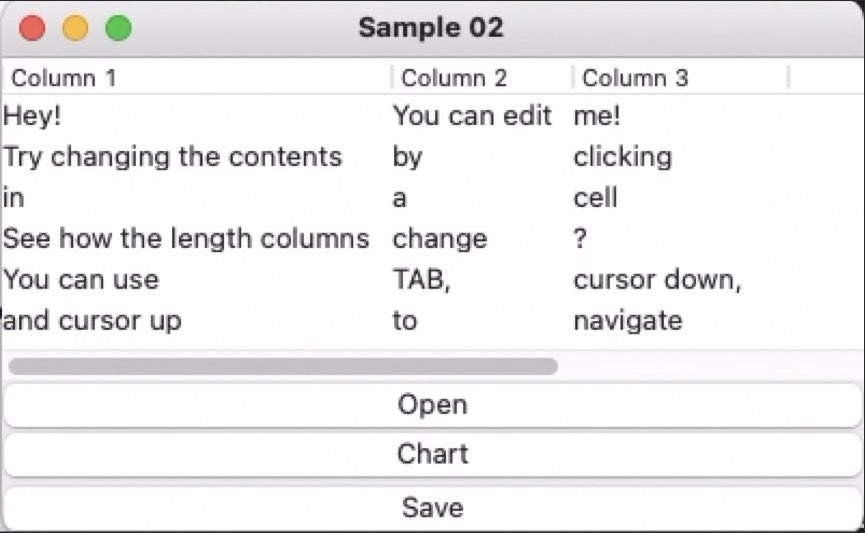 Sample 02
Column 1 Column 2 Column 3
Hey! You can edit me!
Try changing the contents by clicking
in a cell
See how the length columns change ?
You can use TAB, cursor down,
and cursor up to navigate
Open
Chart
Save